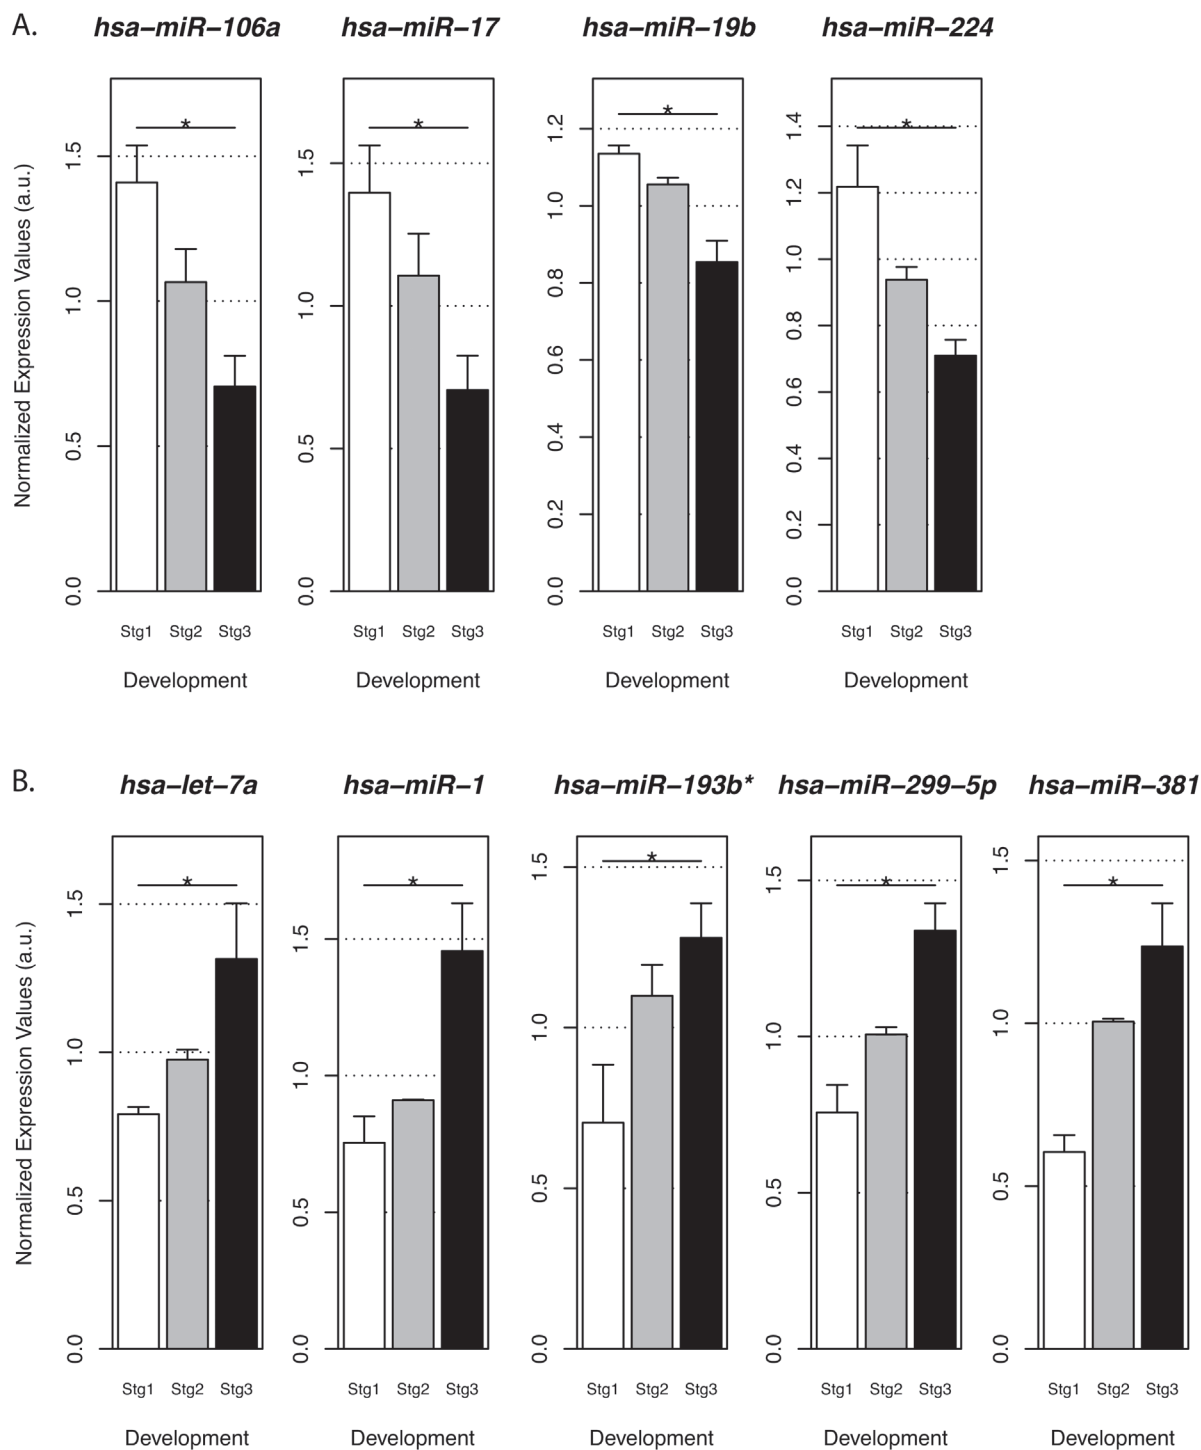 A.
hsa–miR–106a hsa–miR–17 hsa–miR–19b hsa–miR–224
Normalized Expression Values (a.u.)
0.0 0.5 1.0 1.5
*
Stg1 Stg2 Stg3
Development
0.0 0.5 1.0 1.5
*
Stg1 Stg2 Stg3
Development
0.0 0.2 0.4 0.6 0.8 1.0 1.2
*
Stg1 Stg2 Stg3
Development
0.0 0.2 0.4 0.6 0.8 1.0 1.2 1.4
*
Stg1 Stg2 Stg3
Development
B.
hsa–let–7a hsa–miR–1 hsa–miR–193b* hsa–miR–299–5p hsa–miR–381
Normalized Expression Values (a.u.)
0.0 0.5 1.0 1.5
*
Stg1 Stg2 Stg3
Development
0.0 0.5 1.0 1.5
*
Stg1 Stg2 Stg3
Development
0.0 0.5 1.0 1.5
*
Stg1 Stg2 Stg3
Development
0.0 0.5 1.0 1.5
*
Stg1 Stg2 Stg3
Development
0.0 0.5 1.0 1.5
*
Stg1 Stg2 Stg3
Development